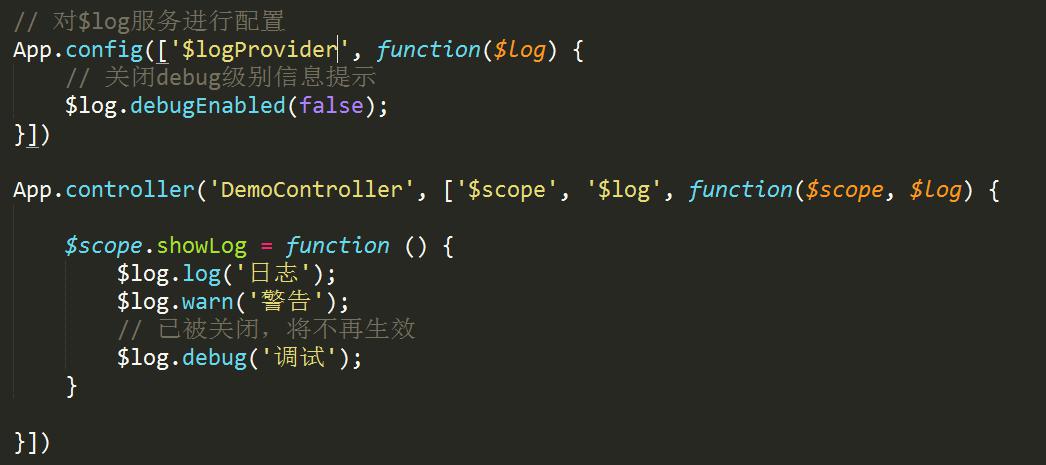 // 对$log服务进行配置
App.config(['$logProvider', function($log) {
    // 关闭debug级别信息提示
    $log.debugEnabled(false);
}])

App.controller('DemoController', ['$scope', '$log', function($scope, $log) {

    $scope.showLog = function () {
        $log.log('日志');
        $log.warn('警告');
        // 已被关闭，将不再生效
        $log.debug('调试');
    }

}])